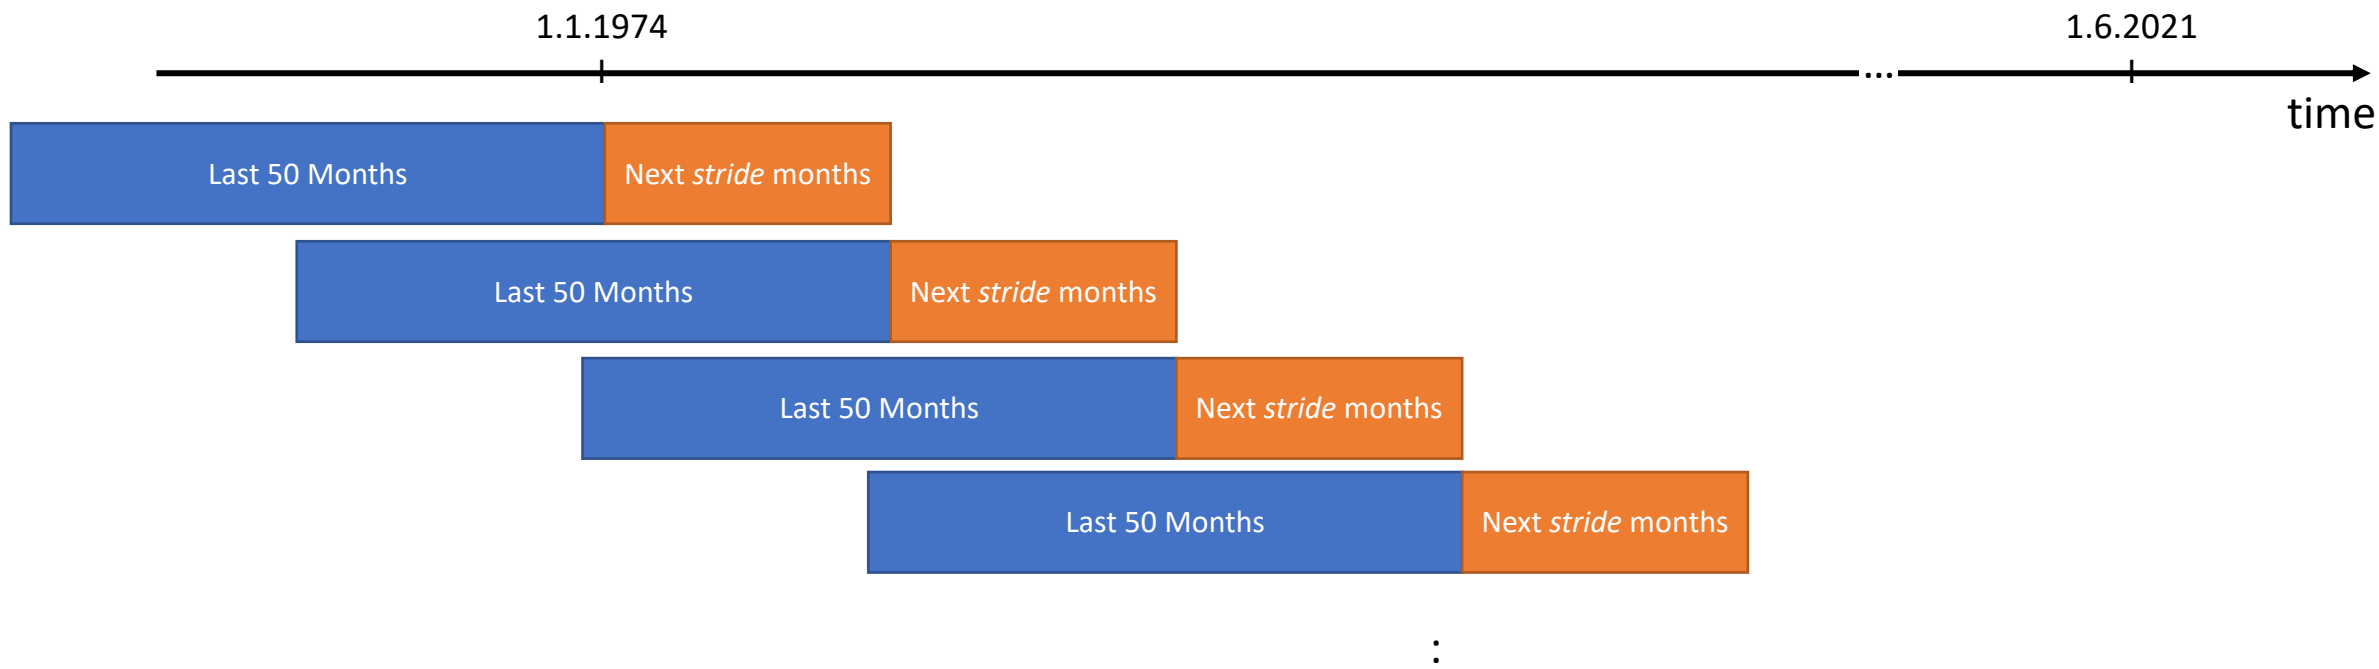 1.1.1974
1.6.2021
...
time
Last 50 Months
Next stride months
Last 50 Months
Next stride months
Last 50 Months
Next stride months
Last 50 Months
Next stride months
: